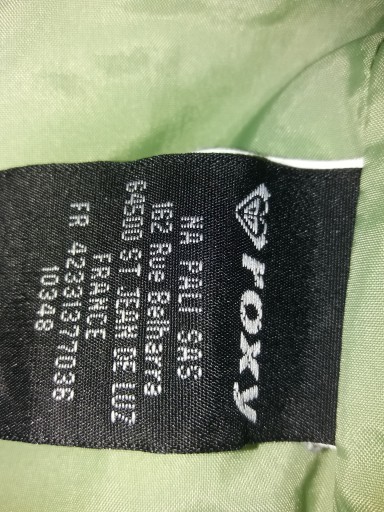 ROXY
NA PALI SAS
162 Rue Belharra
64500 ST JEAN DE LUZ
FRANCE
FR 42331377036
10348